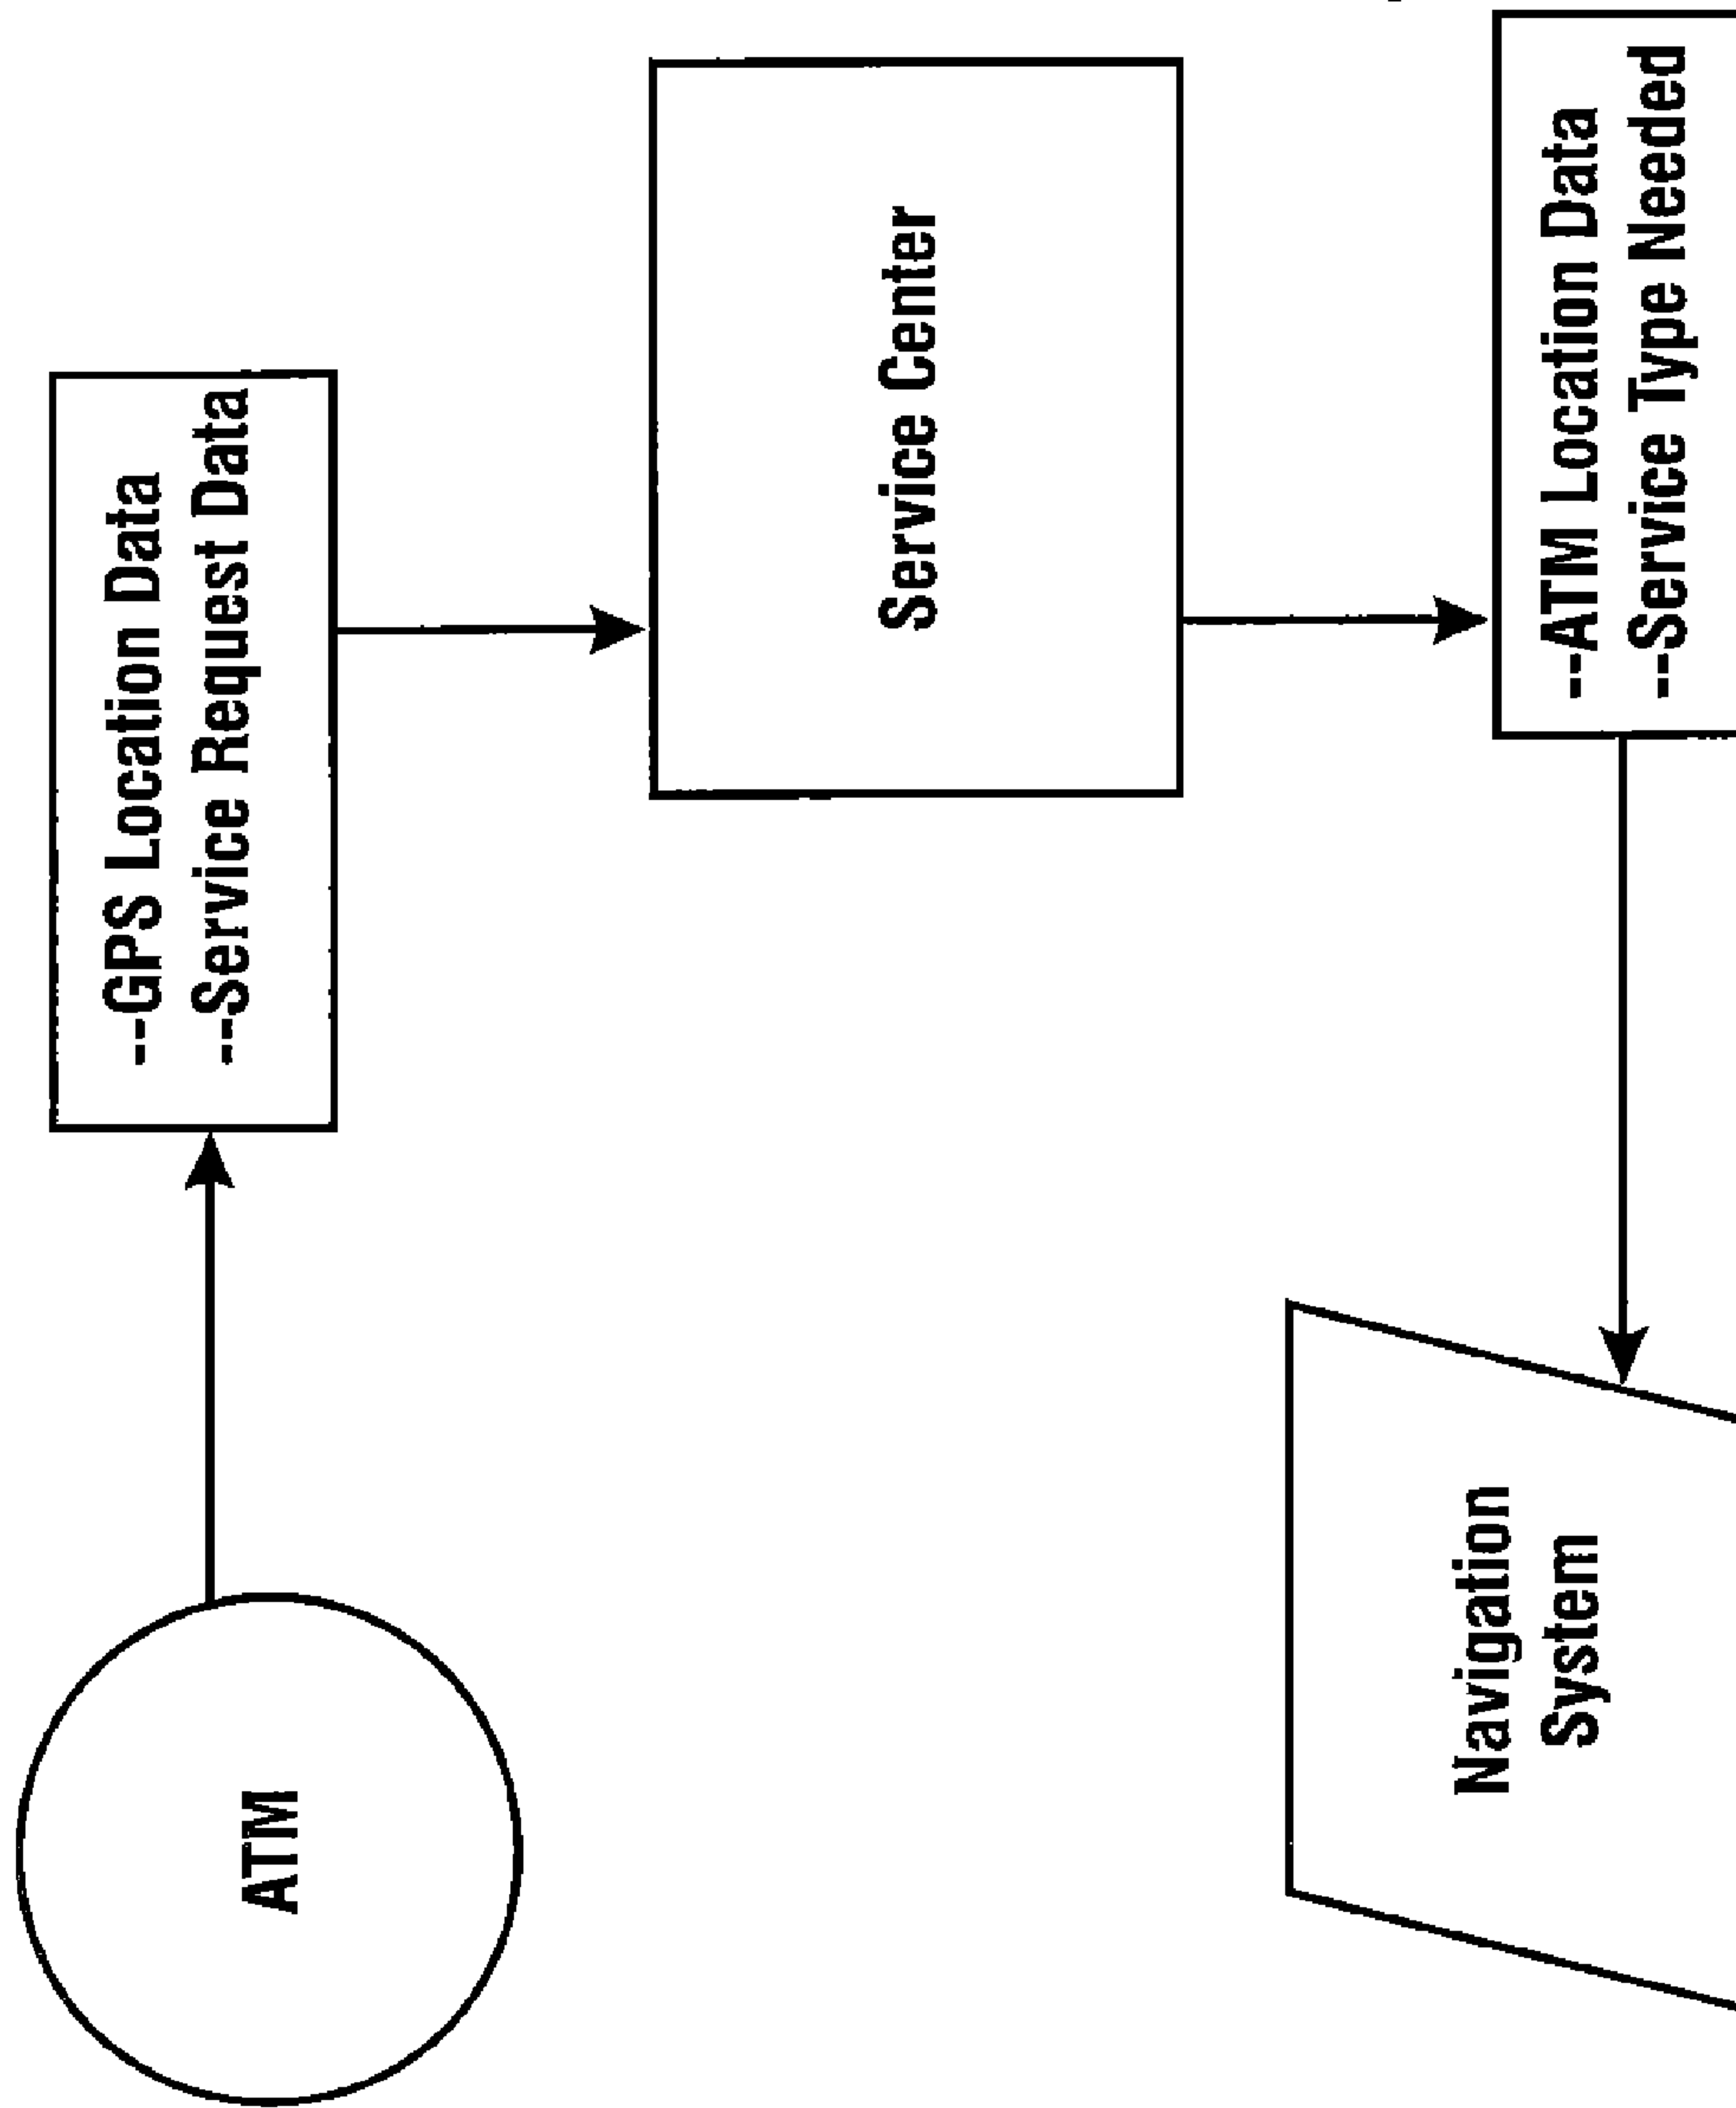 ATM
--GPS Location Data
--Service Request Data
Service Center
--ATM Location Data
--Service Type Needed
Navigation
System